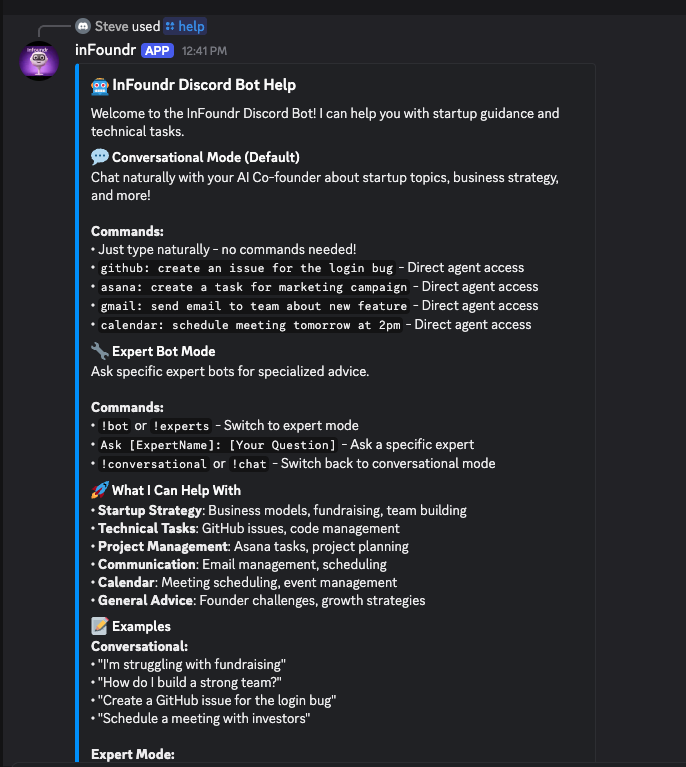 Steve used help
inFoundr APP 12:41 PM
InFoundr Discord Bot Help
Welcome to the InFoundr Discord Bot! I can help you with startup guidance and
technical tasks.
Conversational Mode (Default)
Chat naturally with your AI Co-founder about startup topics, business strategy,
and more!
Commands:
• Just type naturally - no commands needed!
• github: create an issue for the login bug - Direct agent access
• asana: create a task for marketing campaign - Direct agent access
• gmail: send email to team about new feature - Direct agent access
• calendar: schedule meeting tomorrow at 2pm - Direct agent access
Expert Bot Mode
Ask specific expert bots for specialized advice.
Commands:
• !bot or !experts - Switch to expert mode
• Ask [ExpertName]: [Your Question] - Ask a specific expert
• !conversational or !chat - Switch back to conversational mode
What I Can Help With
• Startup Strategy: Business models, fundraising, team building
• Technical Tasks: GitHub issues, code management
• Project Management: Asana tasks, project planning
• Communication: Email management, scheduling
• Calendar: Meeting scheduling, event management
• General Advice: Founder challenges, growth strategies
Examples
Conversational:
• "I'm struggling with fundraising"
• "How do I build a strong team?"
• "Create a GitHub issue for the login bug"
• "Schedule a meeting with investors"
Expert Mode: